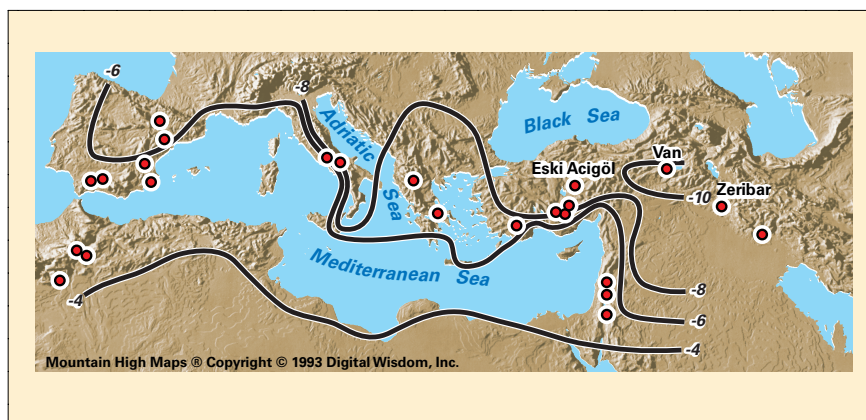 -6
-8
Adriatic
Sea
Black Sea
Van
Eski Acigöl
-10
Zeribar
Mediterranean Sea
-8
-4
-6
-4
Mountain High Maps ® Copyright © 1993 Digital Wisdom, Inc.